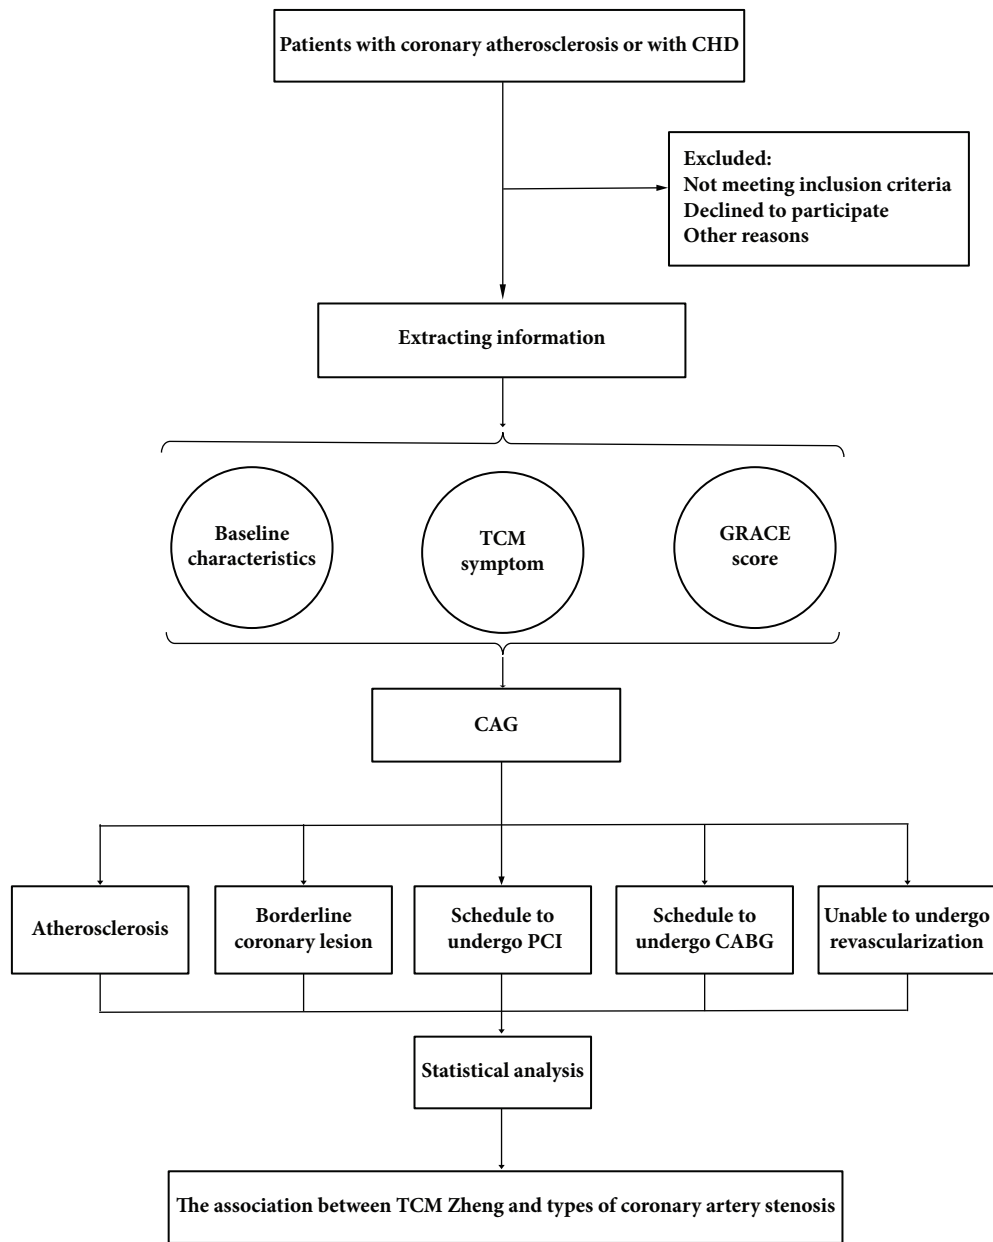 Patients with coronary atherosclerosis or with CHD
Excluded:
Not meeting inclusion criteria
Declined to participate
Other reasons
Extracting information
Baseline
characteristics
TCM
symptom
GRACE
score
CAG
Atherosclerosis
Borderline
coronary lesion
Schedule to
undergo PCI
Schedule to
undergo CABG
Unable to undergo
revascularization
Statistical analysis
The association between TCM Zheng and types of coronary artery stenosis